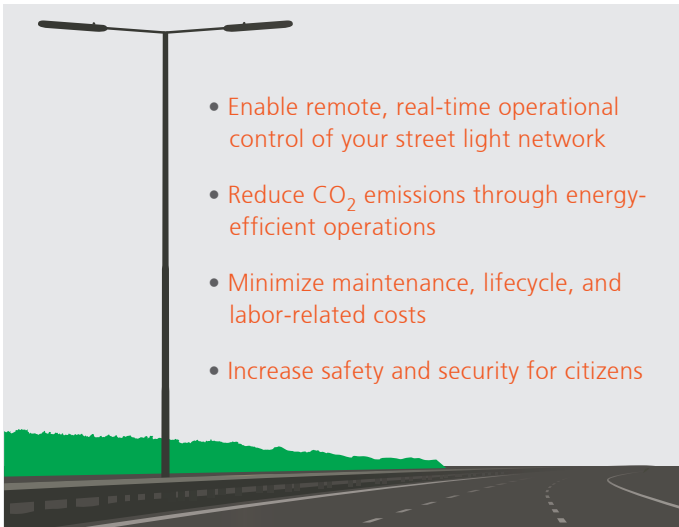 • Enable remote, real-time operational
control of your street light network
• Reduce CO₂ emissions through energy-
efficient operations
• Minimize maintenance, lifecycle, and
labor-related costs
• Increase safety and security for citizens